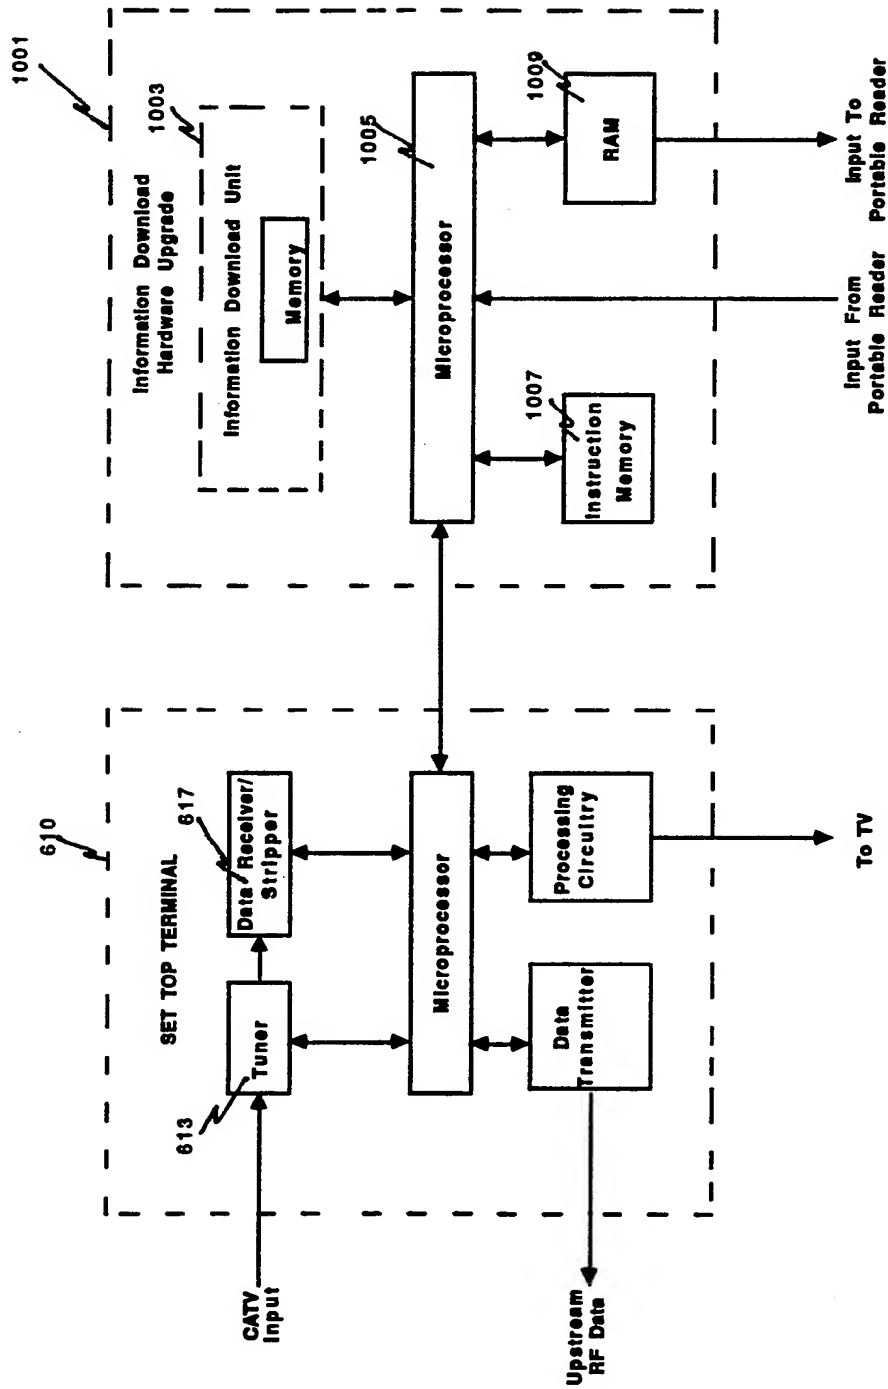 610
SET TOP TERMINAL
CATV
Input
613
Tuner
617
Data Receiver/
Stripper
Microprocessor
Data
Transmitter
Processing
Circuitry
Upstream
RF Data
To TV
1001
Information Download
Hardware Upgrade
1003
Information Download Unit
Memory
1005
Microprocessor
1007
Instruction
Memory
1009
RAM
Input From
Portable Reader
Input To
Portable Reader